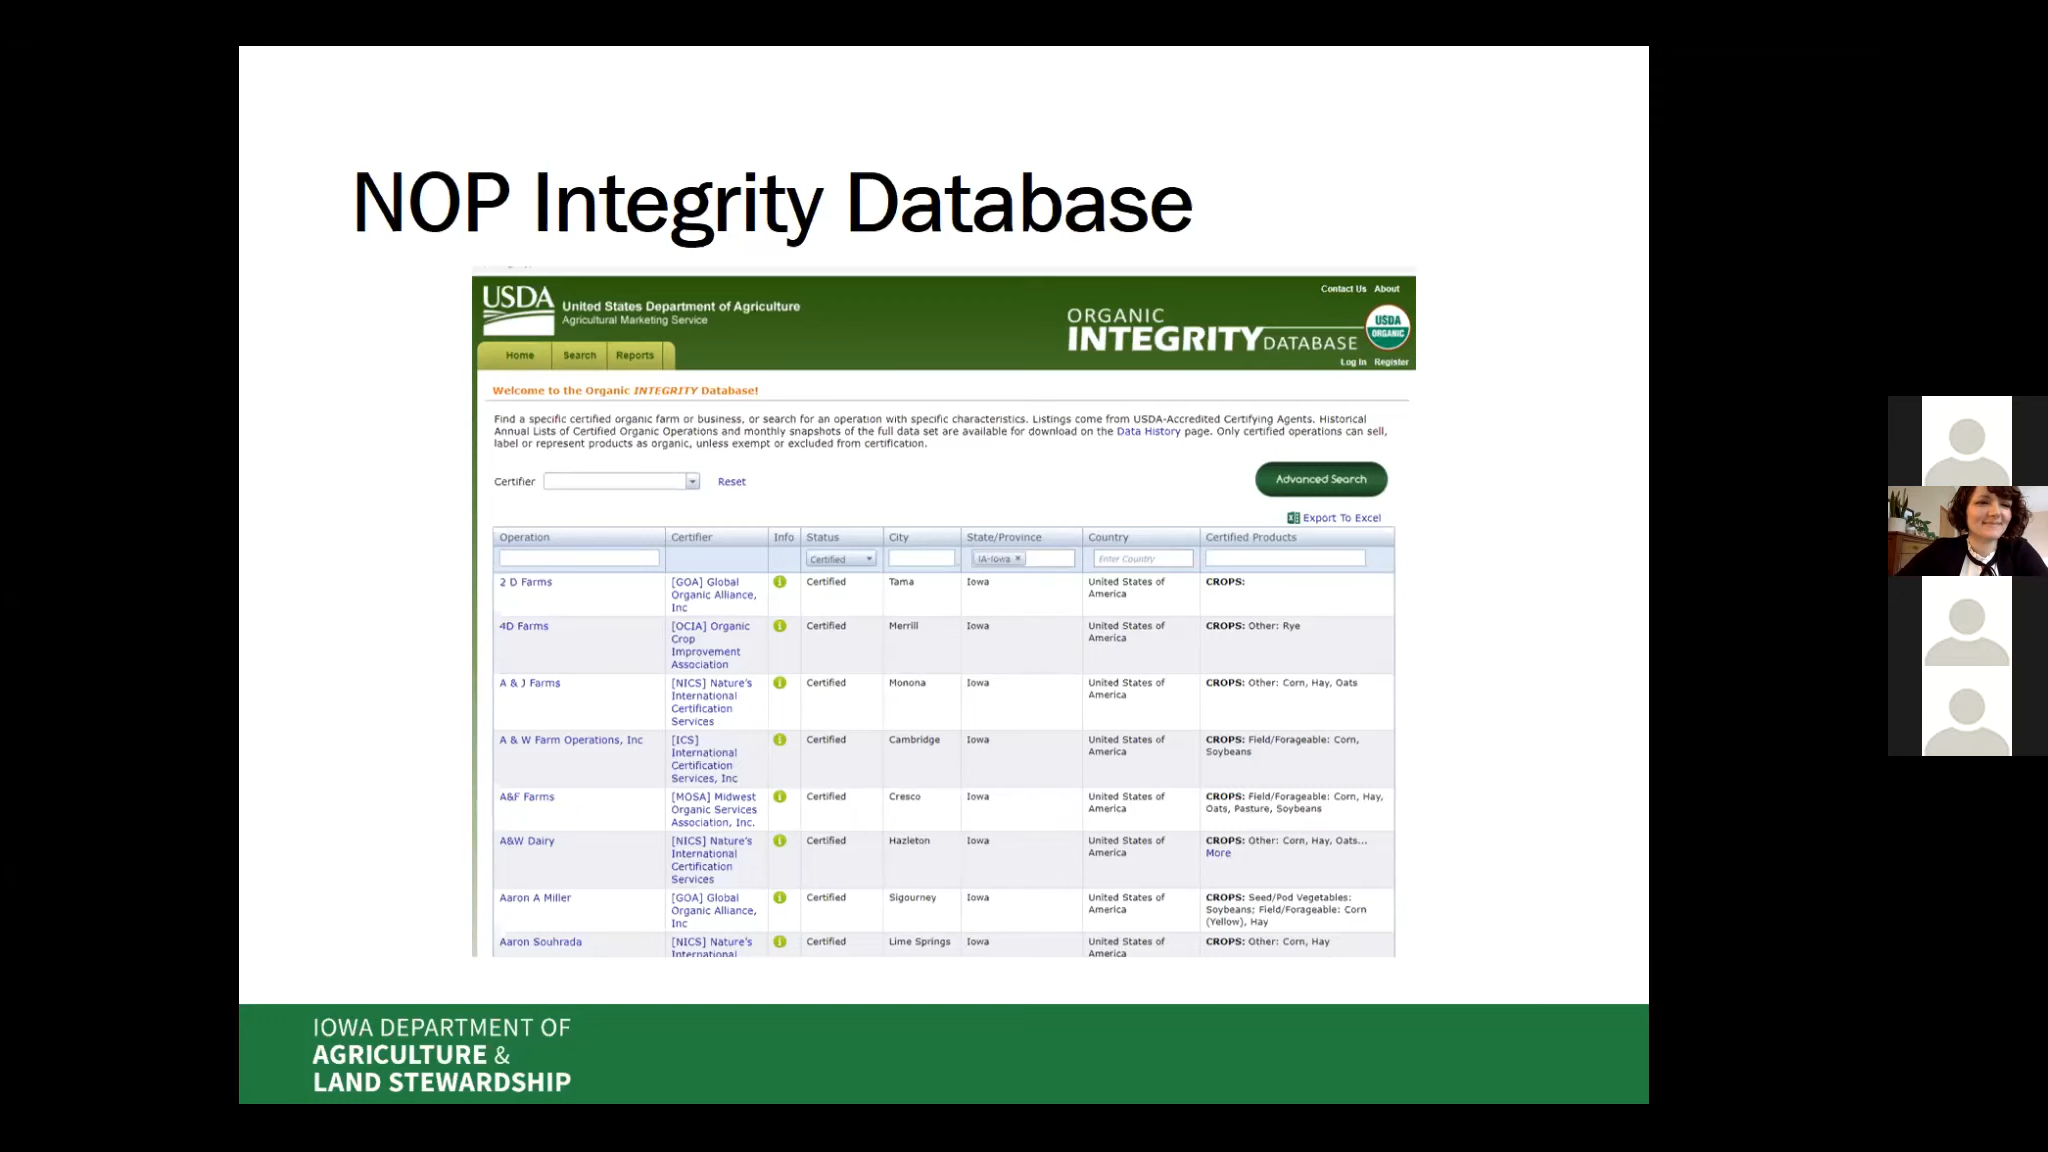 NOP Integrity Database
Contact Us About
USDA United States Department of Agriculture
Agricultural Marketing Service
ORGANIC
INTEGRITY DATABASE
USDA
ORGANIC
Log In Register
Home Search Reports
Welcome to the Organic INTEGRITY Database!
Find a specific certified organic farm or business, or search for an operation with specific characteristics. Listings come from USDA-Accredited Certifying Agents. Historical
Annual Lists of Certified Organic Operations and monthly snapshots of the full data set are available for download on the Data History page. Only certified operations can sell,
label or represent products as organic, unless exempt or excluded from certification.
Certifier Reset Advanced Search
Export To Excel
Operation Certifier Info Status City State/Province Country Certified Products
Certified IA-Iowa Enter Country
2 D Farms [GOA] Global Certified Tama Iowa United States of CROPS:
Organic Alliance, America
Inc
4D Farms [OCIA] Organic Certified Merrill Iowa United States of CROPS: Other: Rye
Crop America
Improvement
Association
A & J Farms [NICS] Nature's Certified Monona Iowa United States of CROPS: Other: Corn, Hay, Oats
International America
Certification
Services
A & W Farm Operations, Inc [ICS] Certified Cambridge Iowa United States of CROPS: Field/Forageable: Corn,
International America Soybeans
Certification
Services, Inc
A&F Farms [MOSA] Midwest Certified Cresco Iowa United States of CROPS: Field/Forageable: Corn, Hay,
Organic Services America Oats, Pasture, Soybeans
Association, Inc.
A&W Dairy [NICS] Nature's Certified Hazleton Iowa United States of CROPS: Other: Corn, Hay, Oats...
International America More
Certification
Services
Aaron A Miller [GOA] Global Certified Sigourney Iowa United States of CROPS: Seed/Pod Vegetables:
Organic Alliance, America Soybeans; Field/Forageable: Corn
Inc (Yellow), Hay
Aaron Souhrada [NICS] Nature's Certified Lime Springs Iowa United States of CROPS: Other: Corn, Hay
International America
IOWA DEPARTMENT OF
AGRICULTURE &
LAND STEWARDSHIP